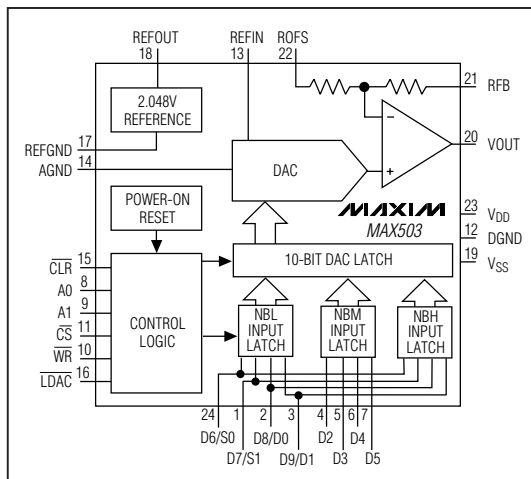 REFOUT
18
REFIN
13
ROFS
22
21
RFB
2.048V
REFERENCE
17
REFGND
14
AGND
DAC
20
VOUT
POWER-ON
RESET
MAXIM
MAX503
23
VDD
12
DGND
19
VSS
10-BIT DAC LATCH
15
CLR
8
A0
9
A1
11
CS
10
WR
16
LDAC
CONTROL
LOGIC
NBL
INPUT
LATCH
NBM
INPUT
LATCH
NBH
INPUT
LATCH
24 1 2 3 4 5 6 7
D6/S0 D8/D0 D2 D4
D7/S1 D9/D1 D3 D5